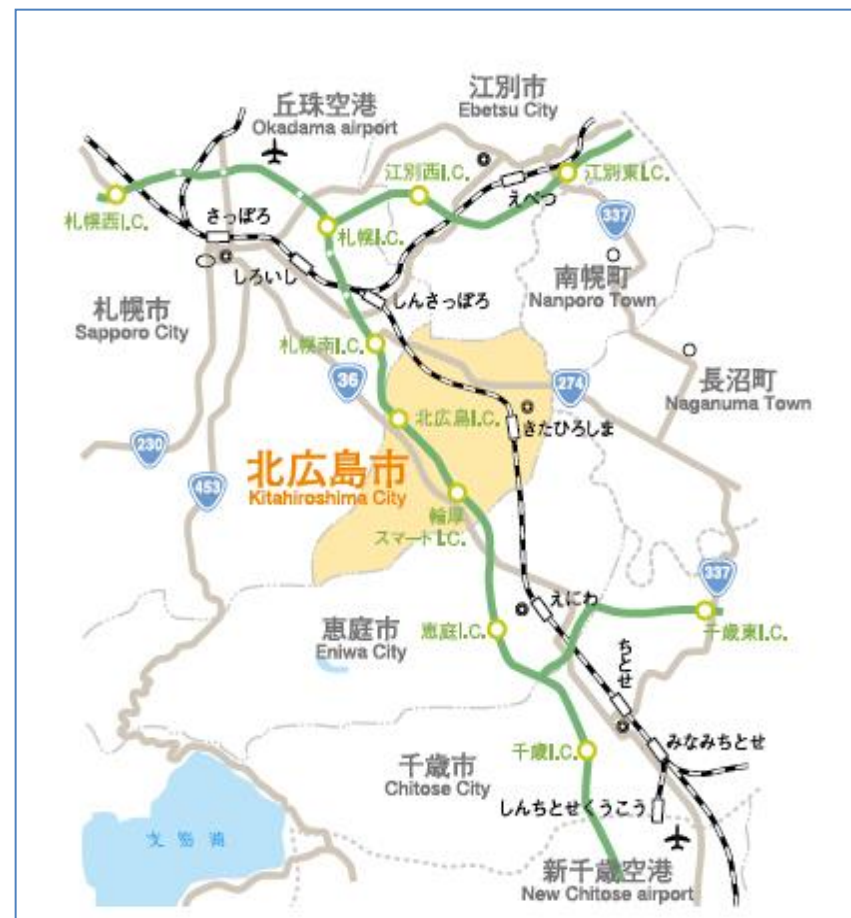 江別市
Ebetsu City
丘珠空港
Okadama airport
江別西I.C.
江別東I.C.
えべつ
札幌西I.C.
さっぽろ
札幌I.C.
337
しろいし
南幌町
Nanporo Town
しんさっぽろ
札幌市
Sapporo City
札幌南I.C.
36
274
長沼町
Naganuma Town
北広島I.C.
きたひろしま
230
北広島市
Kitahiroshima City
453
輪厚
スマートI.C.
337
えにわ
恵庭市
Eniwa City
恵庭I.C.
千歳東I.C.
ちとせ
みなみちとせ
千歳I.C.
千歳市
Chitose City
しんちとせくうこう
支笏湖
新千歳空港
New Chitose airport